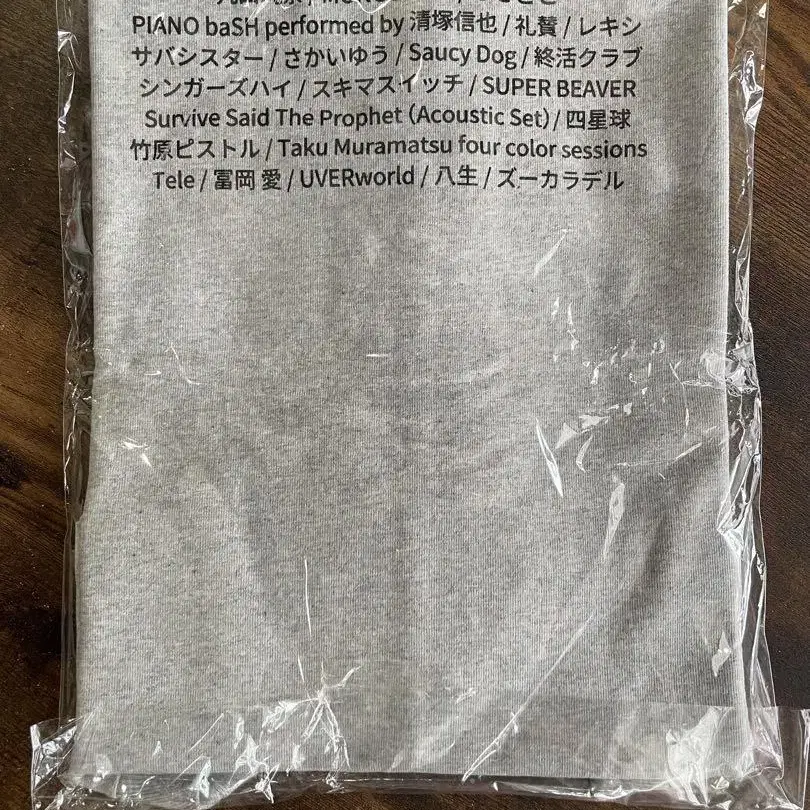 PIANO baSH performed by 清塚信也 / 礼賛 / レキシ
サバシスター / さかいゆう / Saucy Dog / 終活クラブ
シンガーズハイ / スキマスイッチ / SUPER BEAVER
Survive Said The Prophet (Acoustic Set) / 四星球
竹原ピストル / Taku Muramatsu four color sessions
Tele / 冨岡 愛 / UVERworld / 八生 / ズーカラデル